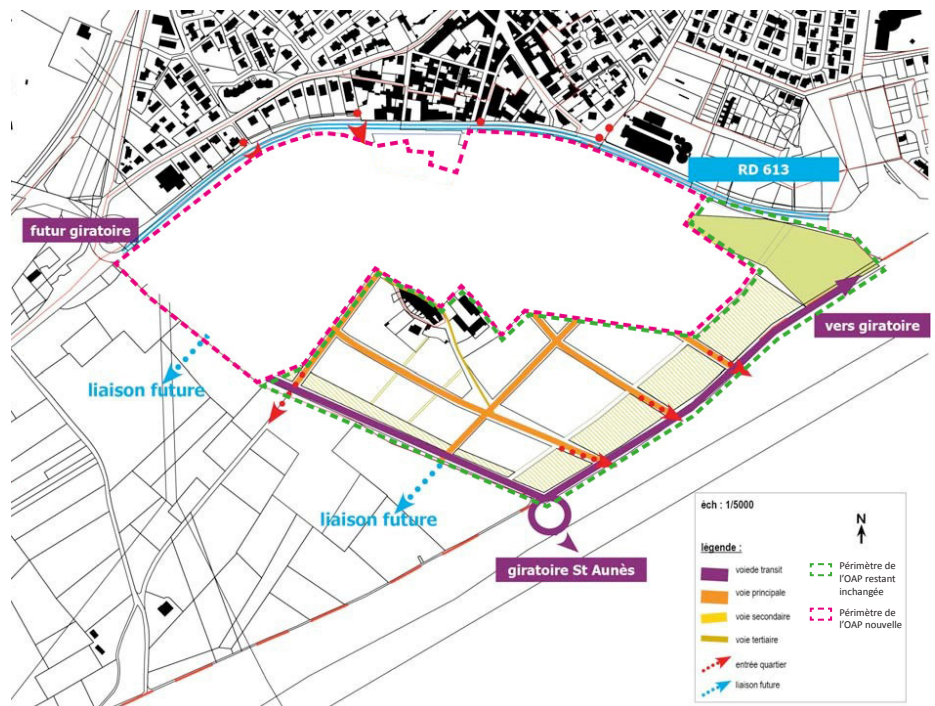 RD 613
futur giratoire
vers giratoire
liaison future
liaison future
giratoire St Aunès
éch : 1/5000
N
légende :
voiede transit
voie principale
voie secondaire
voie tertiaire
entrée quartier
liaison future
Périmètre de
l'OAP restant
inchangée
Périmètre de
l'OAP nouvelle